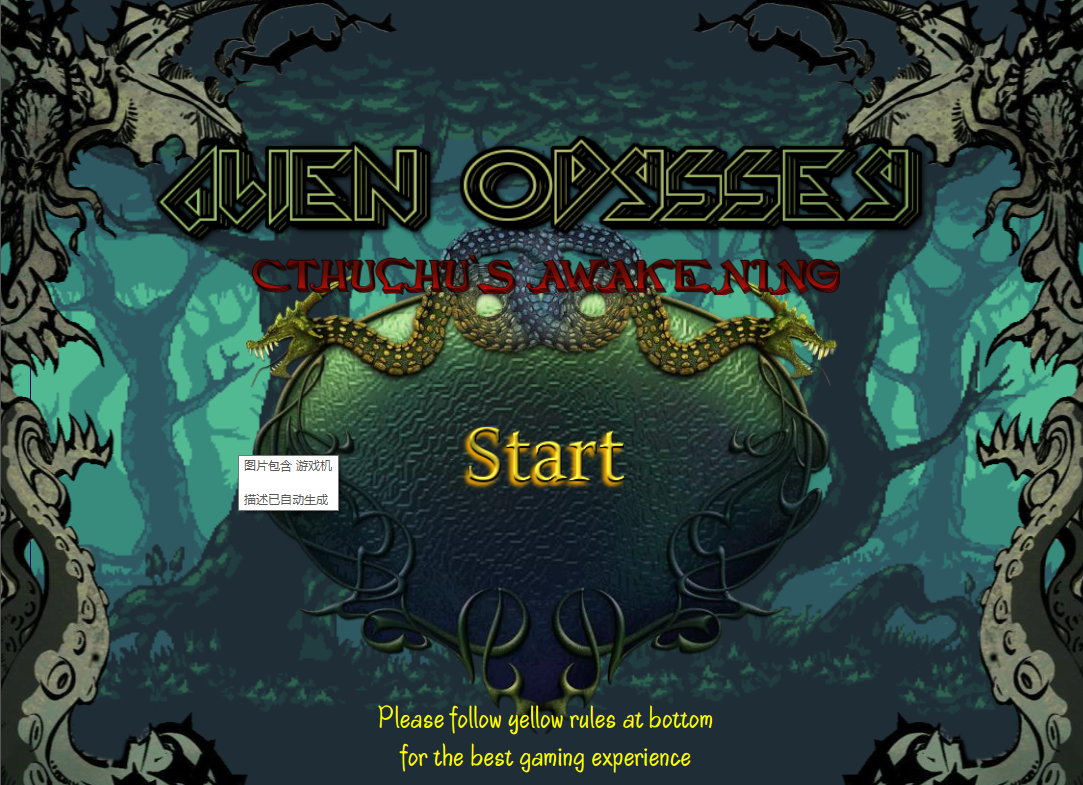 ALIEN ODYSSEY
CTHULHU'S AWAKENING
Start
图片包含 游戏机
描述已自动生成
Please follow yellow rules at bottom
for the best gaming experience